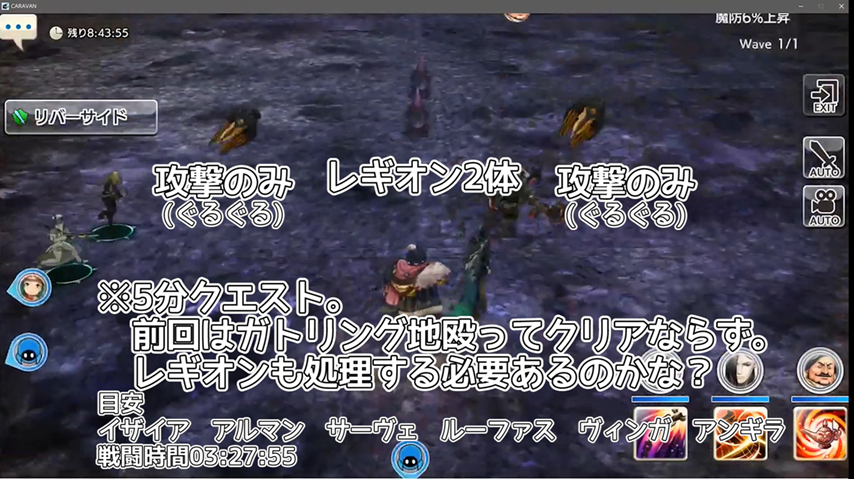 CARAVAN
残り8:43:55
魔防6%上昇
Wave 1/1
EXIT
リバーサイド
AUTO
攻撃のみ
(ぐるぐる)
レギオン2体
攻撃のみ
(ぐるぐる)
AUTO
※5分クエスト。
前回はガトリング地殴ってクリアならず。
レギオンも処理する必要あるのかな？
目安
イザイア アルマン サーヴェ ルーファス ヴィンガ アンギラ
戦闘時間03:27:55